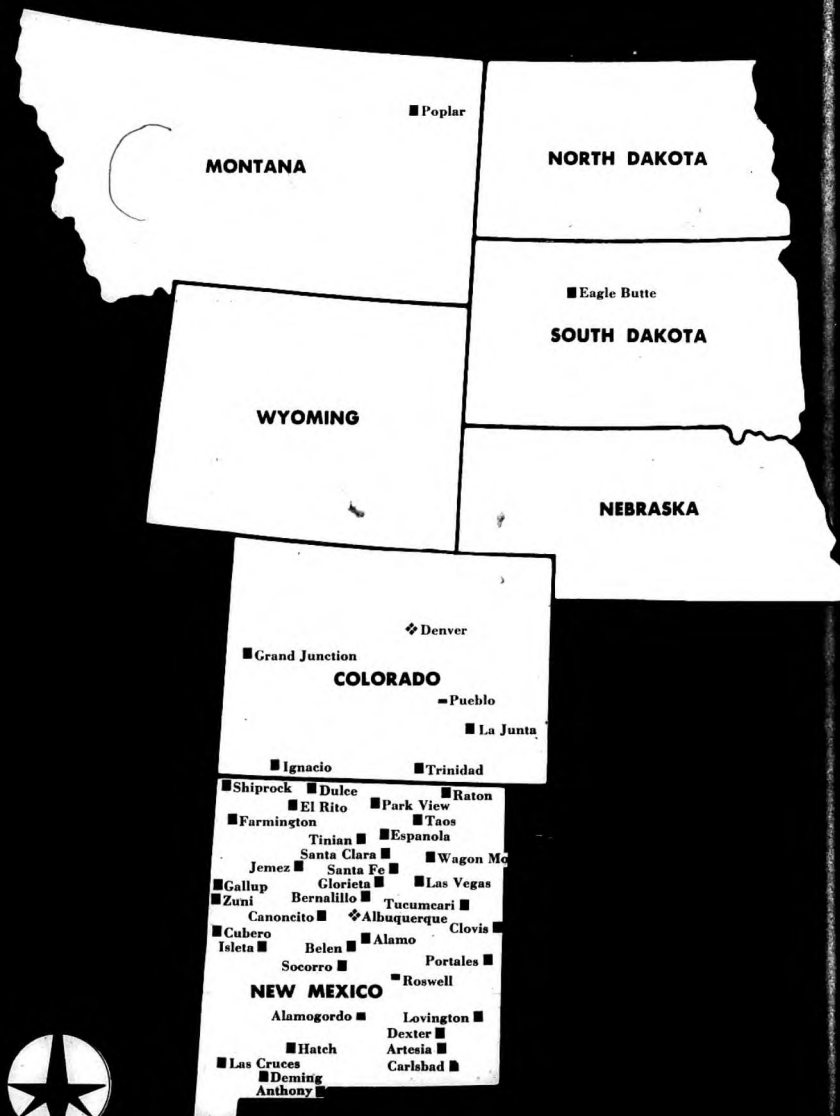 Poplar
MONTANA
NORTH DAKOTA
Eagle Butte
SOUTH DAKOTA
WYOMING
NEBRASKA
Denver
Grand Junction
COLORADO
Pueblo
La Junta
Ignacio
Trinidad
Shiprock
Dulce
Raton
El Rito
Park View
Farmington
Taos
Tinian
Espanola
Santa Clara
Wagon Mo
Jemez
Santa Fe
Gallup
Glorieta
Las Vegas
Zuni
Bernalillo
Tucumcari
Canoncito
Albuquerque
Clovis
Cubero
Alamo
Isleta
Belen
Socorro
Portales
Roswell
NEW MEXICO
Alamogordo
Lovington
Dexter
Hatch
Artesia
Las Cruces
Carlsbad
Deming
Anthony